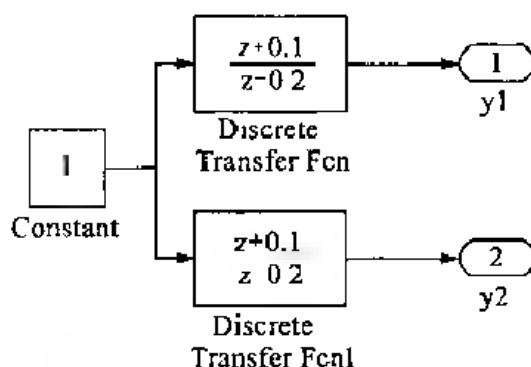 z+0.1
z-0 2
Discrete
Transfer Fcn
1
y1
1
Constant
z+0.1
z 0 2
Discrete
Transfer Fcn1
2
y2